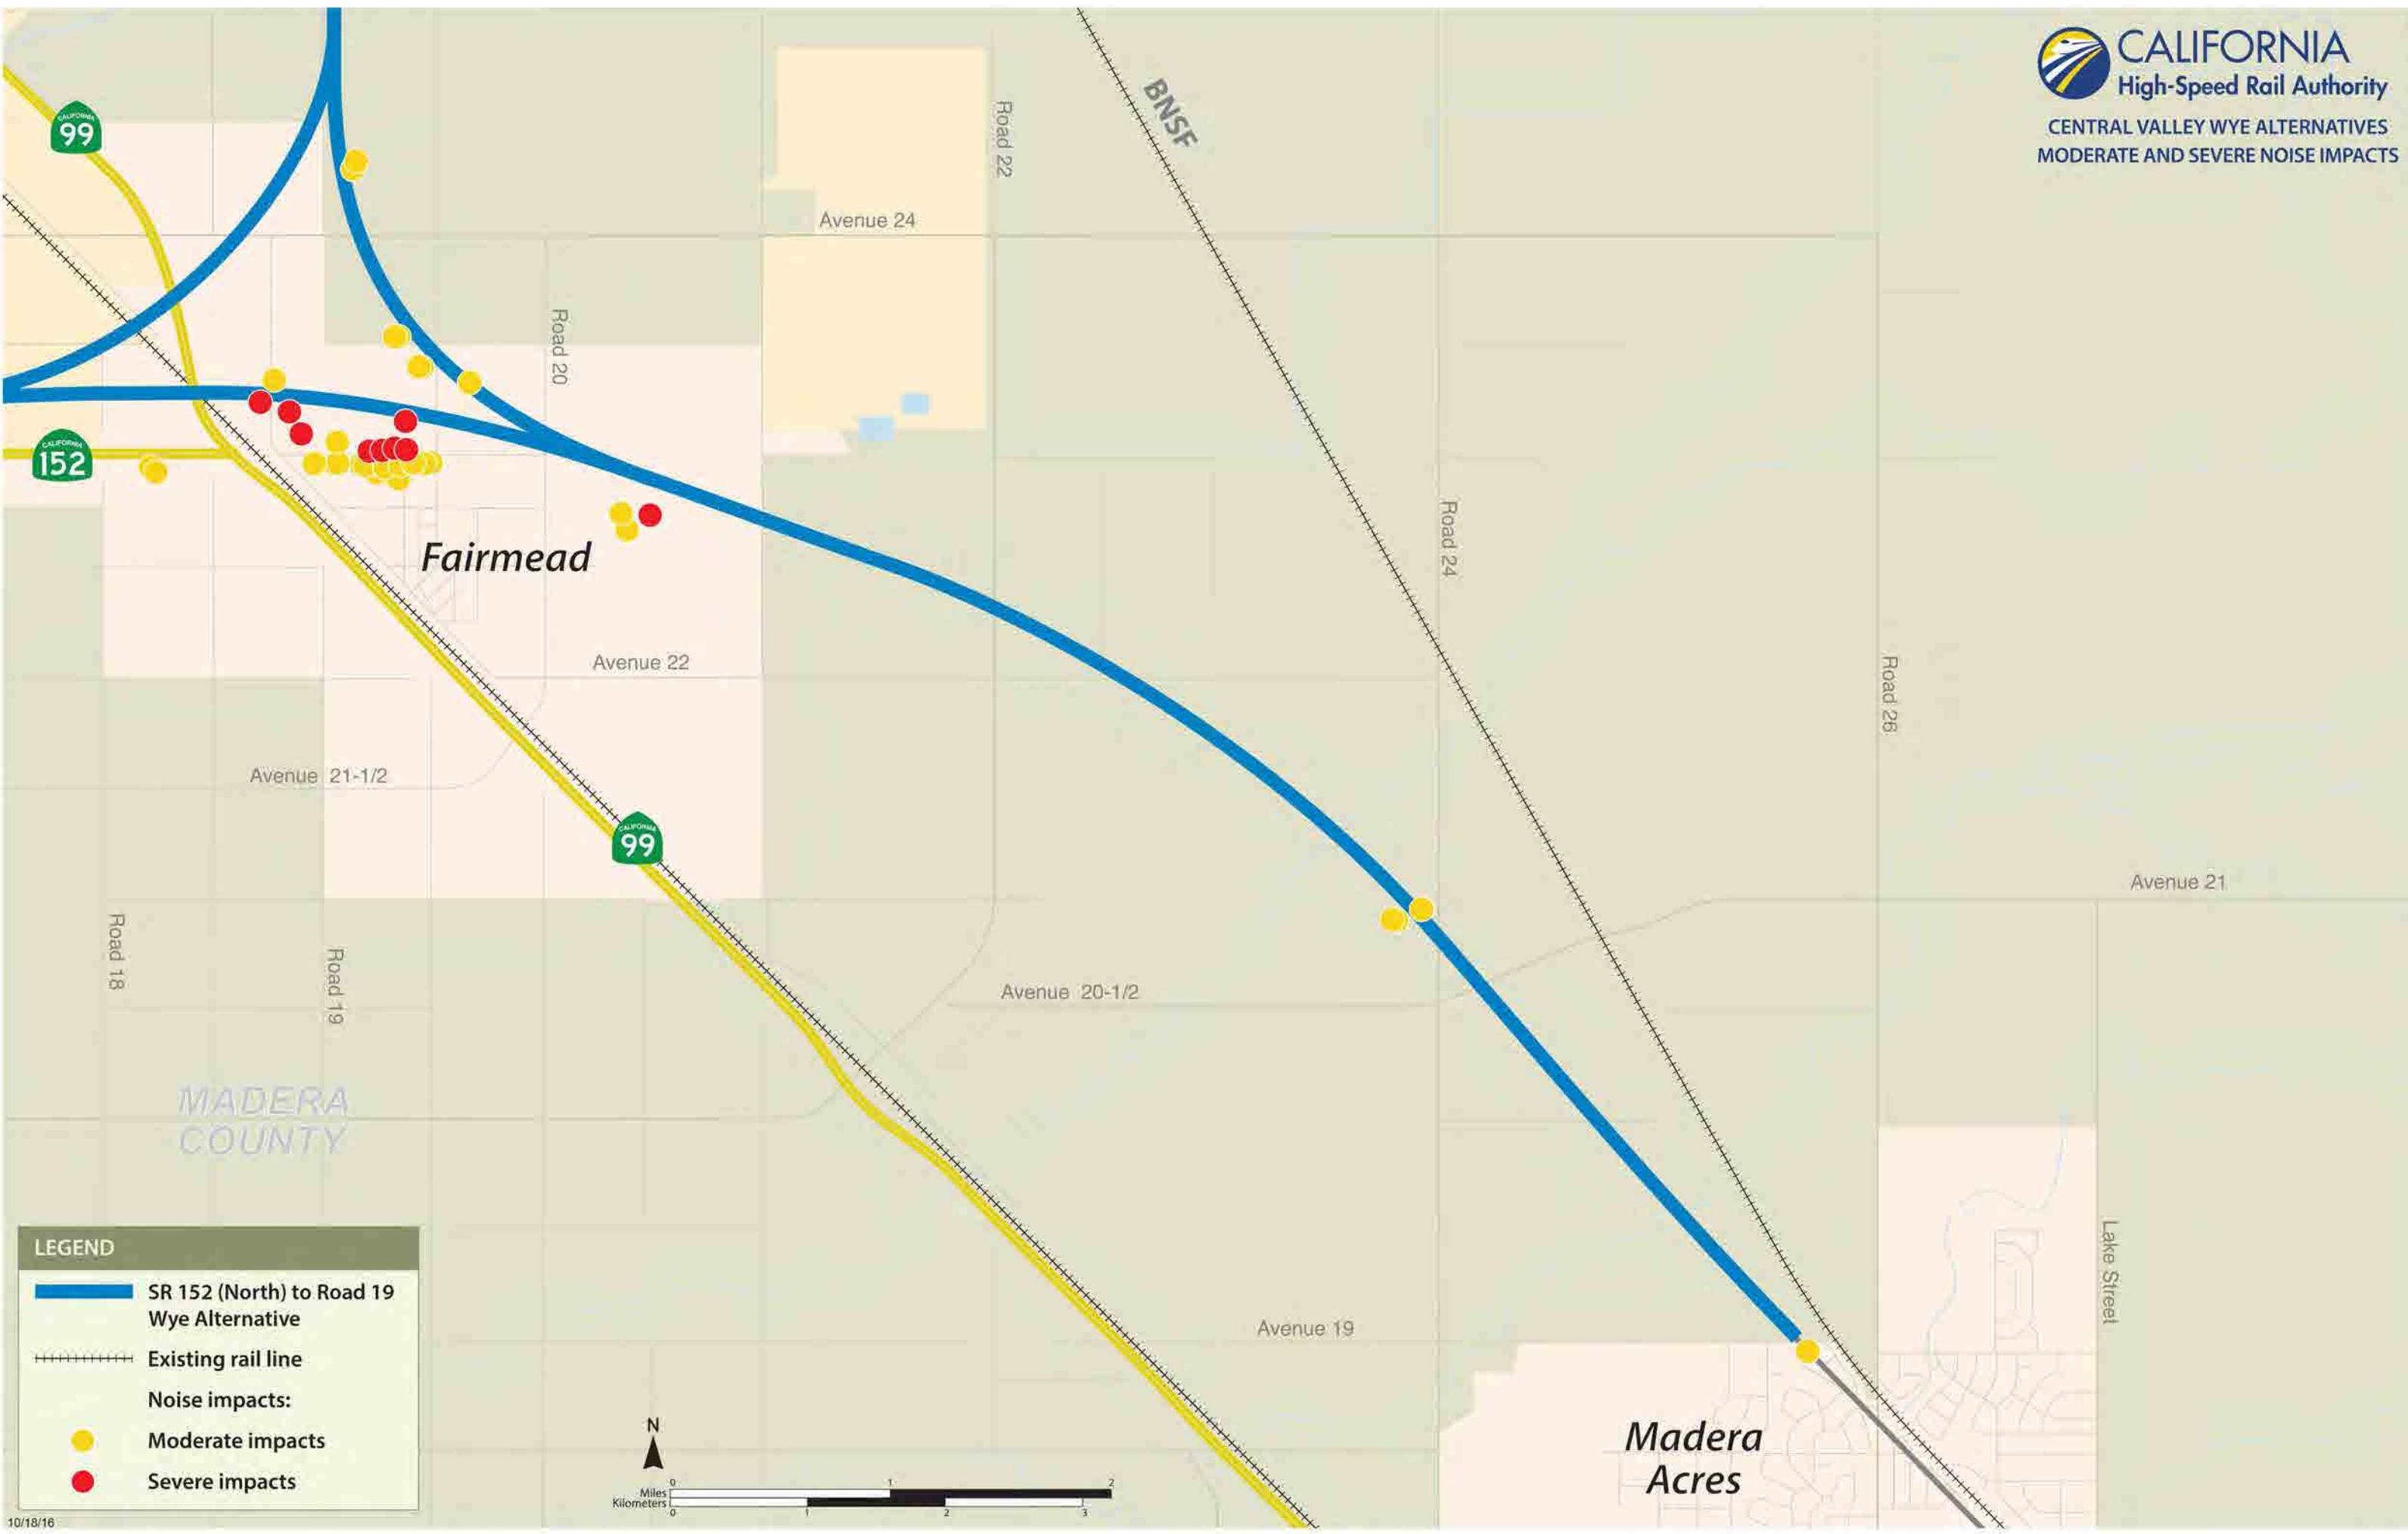 CALIFORNIA
High-Speed Rail Authority
CENTRAL VALLEY WYE ALTERNATIVES
MODERATE AND SEVERE NOISE IMPACTS
BNSF
Road 22
CALIFORNIA
99
Avenue 24
Road 20
CALIFORNIA
152
Road 24
Fairmead
Avenue 22
Road 26
Avenue 21-1/2
CALIFORNIA
99
Avenue 21
Road 18
Road 19
Avenue 20-1/2
MADERA
COUNTY
Lake Street
Avenue 19
Madera
Acres
LEGEND
SR 152 (North) to Road 19
Wye Alternative
Existing rail line
Noise impacts:
Moderate impacts
Severe impacts
N
0 1 2
Miles
Kilometers
0 1 2 3
10/18/16